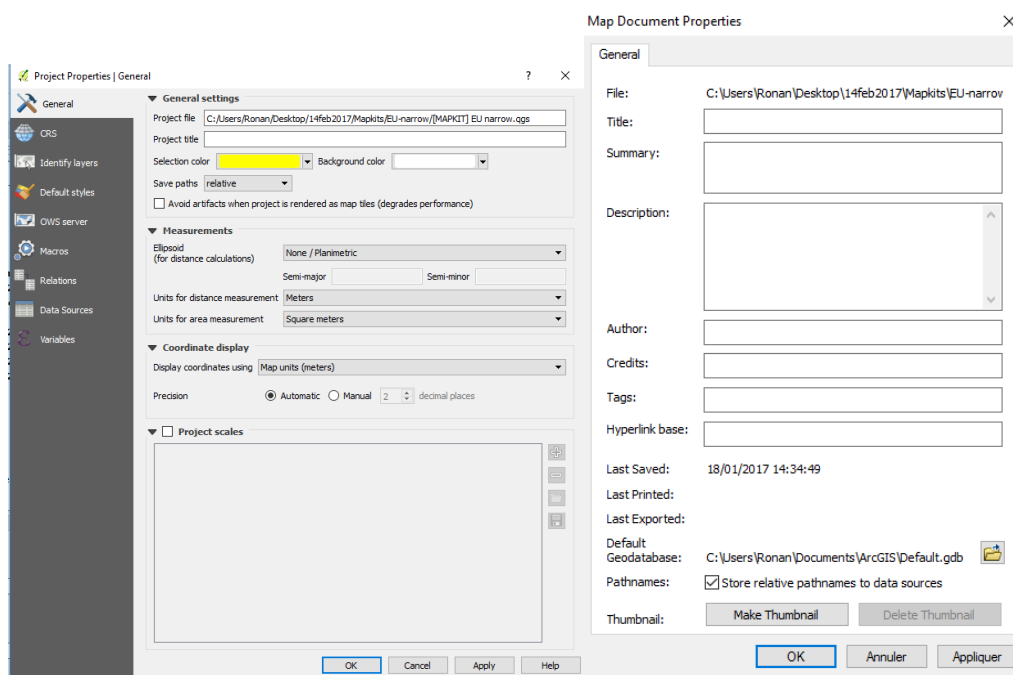 Project Properties | General
?
General
CRS
Identify layers
Default styles
OWS server
Macros
Relations
Data Sources
Variables
General settings
Project file C:/Users/Ronan/Desktop/14feb2017/Mapkits/EU-narrow/[MAPKIT] EU narrow.qgs
Project title
Selection color Background color
Save paths relative
Avoid artifacts when project is rendered as map tiles (degrades performance)
Measurements
Ellipsoid
(for distance calculations) None / Planimetric
Semi-major Semi-minor
Units for distance measurement Meters
Units for area measurement Square meters
Coordinate display
Display coordinates using Map units (meters)
Precision Automatic Manual 2 decimal places
Project scales
OK Cancel Apply Help
Map Document Properties
General
File: C:\Users\Ronan\Desktop\14feb2017\Mapkits\EU-narrow
Title:
Summary:
Description:
Author:
Credits:
Tags:
Hyperlink base:
Last Saved: 18/01/2017 14:34:49
Last Printed:
Last Exported:
Default
Geodatabase: C:\Users\Ronan\Documents\ArcGIS\Default.gdb
Pathnames: Store relative pathnames to data sources
Thumbnail: Make Thumbnail Delete Thumbnail
OK Annuler Appliquer